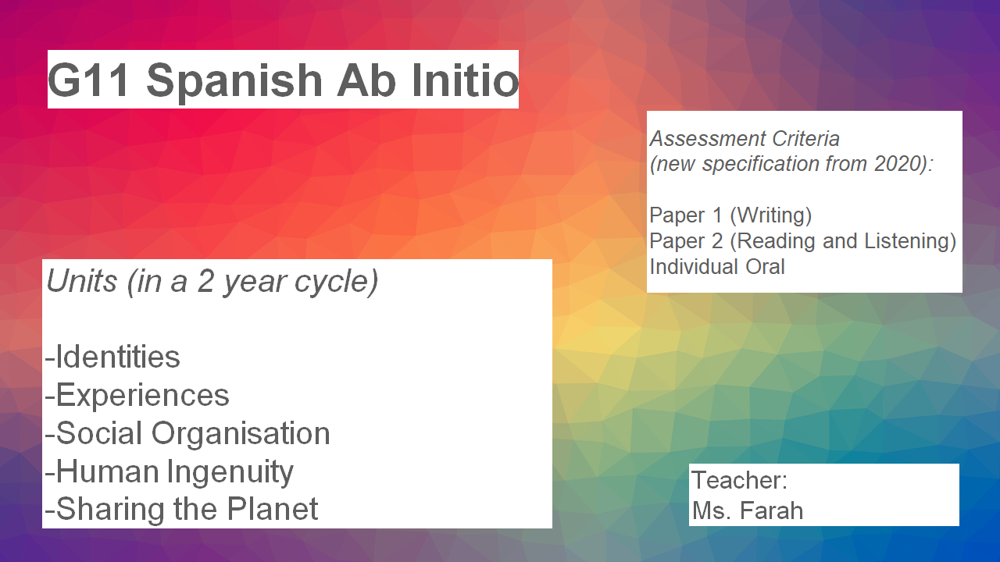 G11 Spanish Ab Initio
Assessment Criteria
(new specification from 2020):
Paper 1 (Writing)
Paper 2 (Reading and Listening)
Individual Oral
Units (in a 2 year cycle)
-Identities
-Experiences
-Social Organisation
-Human Ingenuity
-Sharing the Planet
Teacher:
Ms. Farah